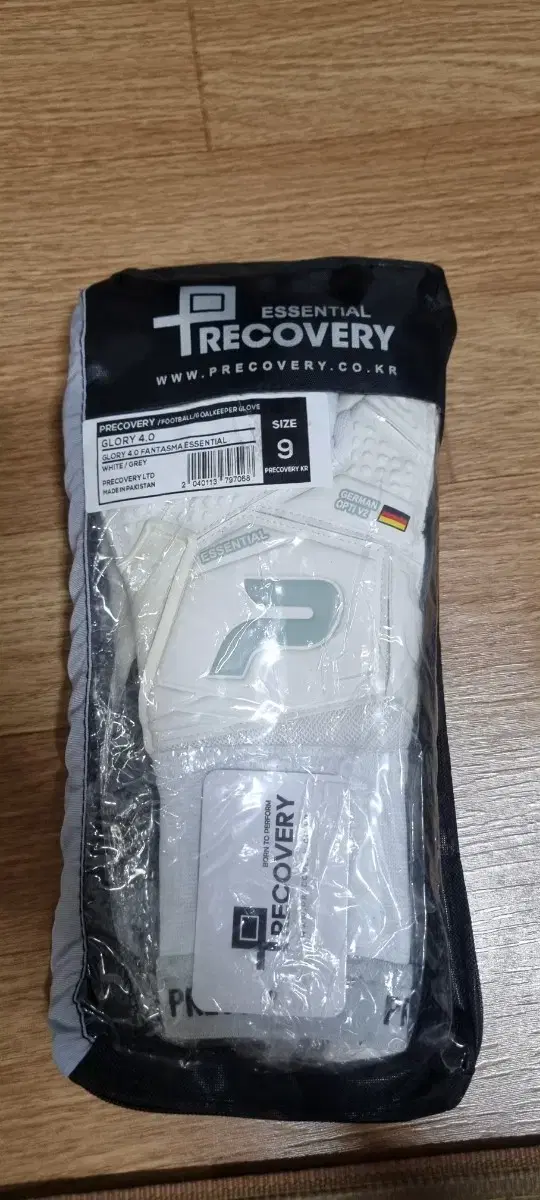 ESSENTIAL
PRECOVERY
WWW.PRECOVERY.CO.KR
PRECOVERY /FOOTBALL/GOALKEEPER GLOVE
GLORY 4.0
GLORY 4.0 FANTASMA ESSENTIAL
WHITE / GREY
PRECOVERY LTD
MADE IN PAKISTAN
2 040113 797068
SIZE
9
PRECOVERY KR
GERMAN
OPTI V2
ESSENTIAL
P
BORN TO PERFORM
PRECOVERY